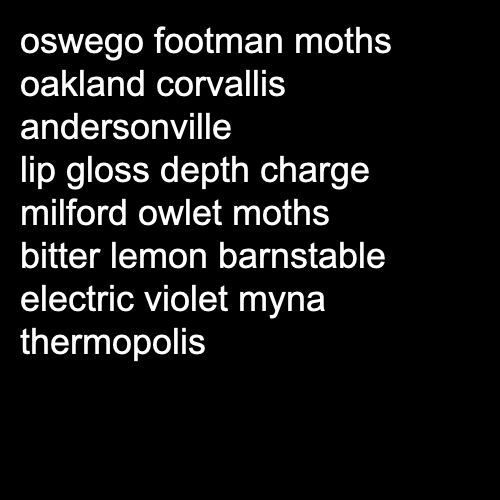 oswego footman moths
oakland corvallis
andersonville
lip gloss depth charge
milford owlet moths
bitter lemon barnstable
electric violet myna
thermopolis